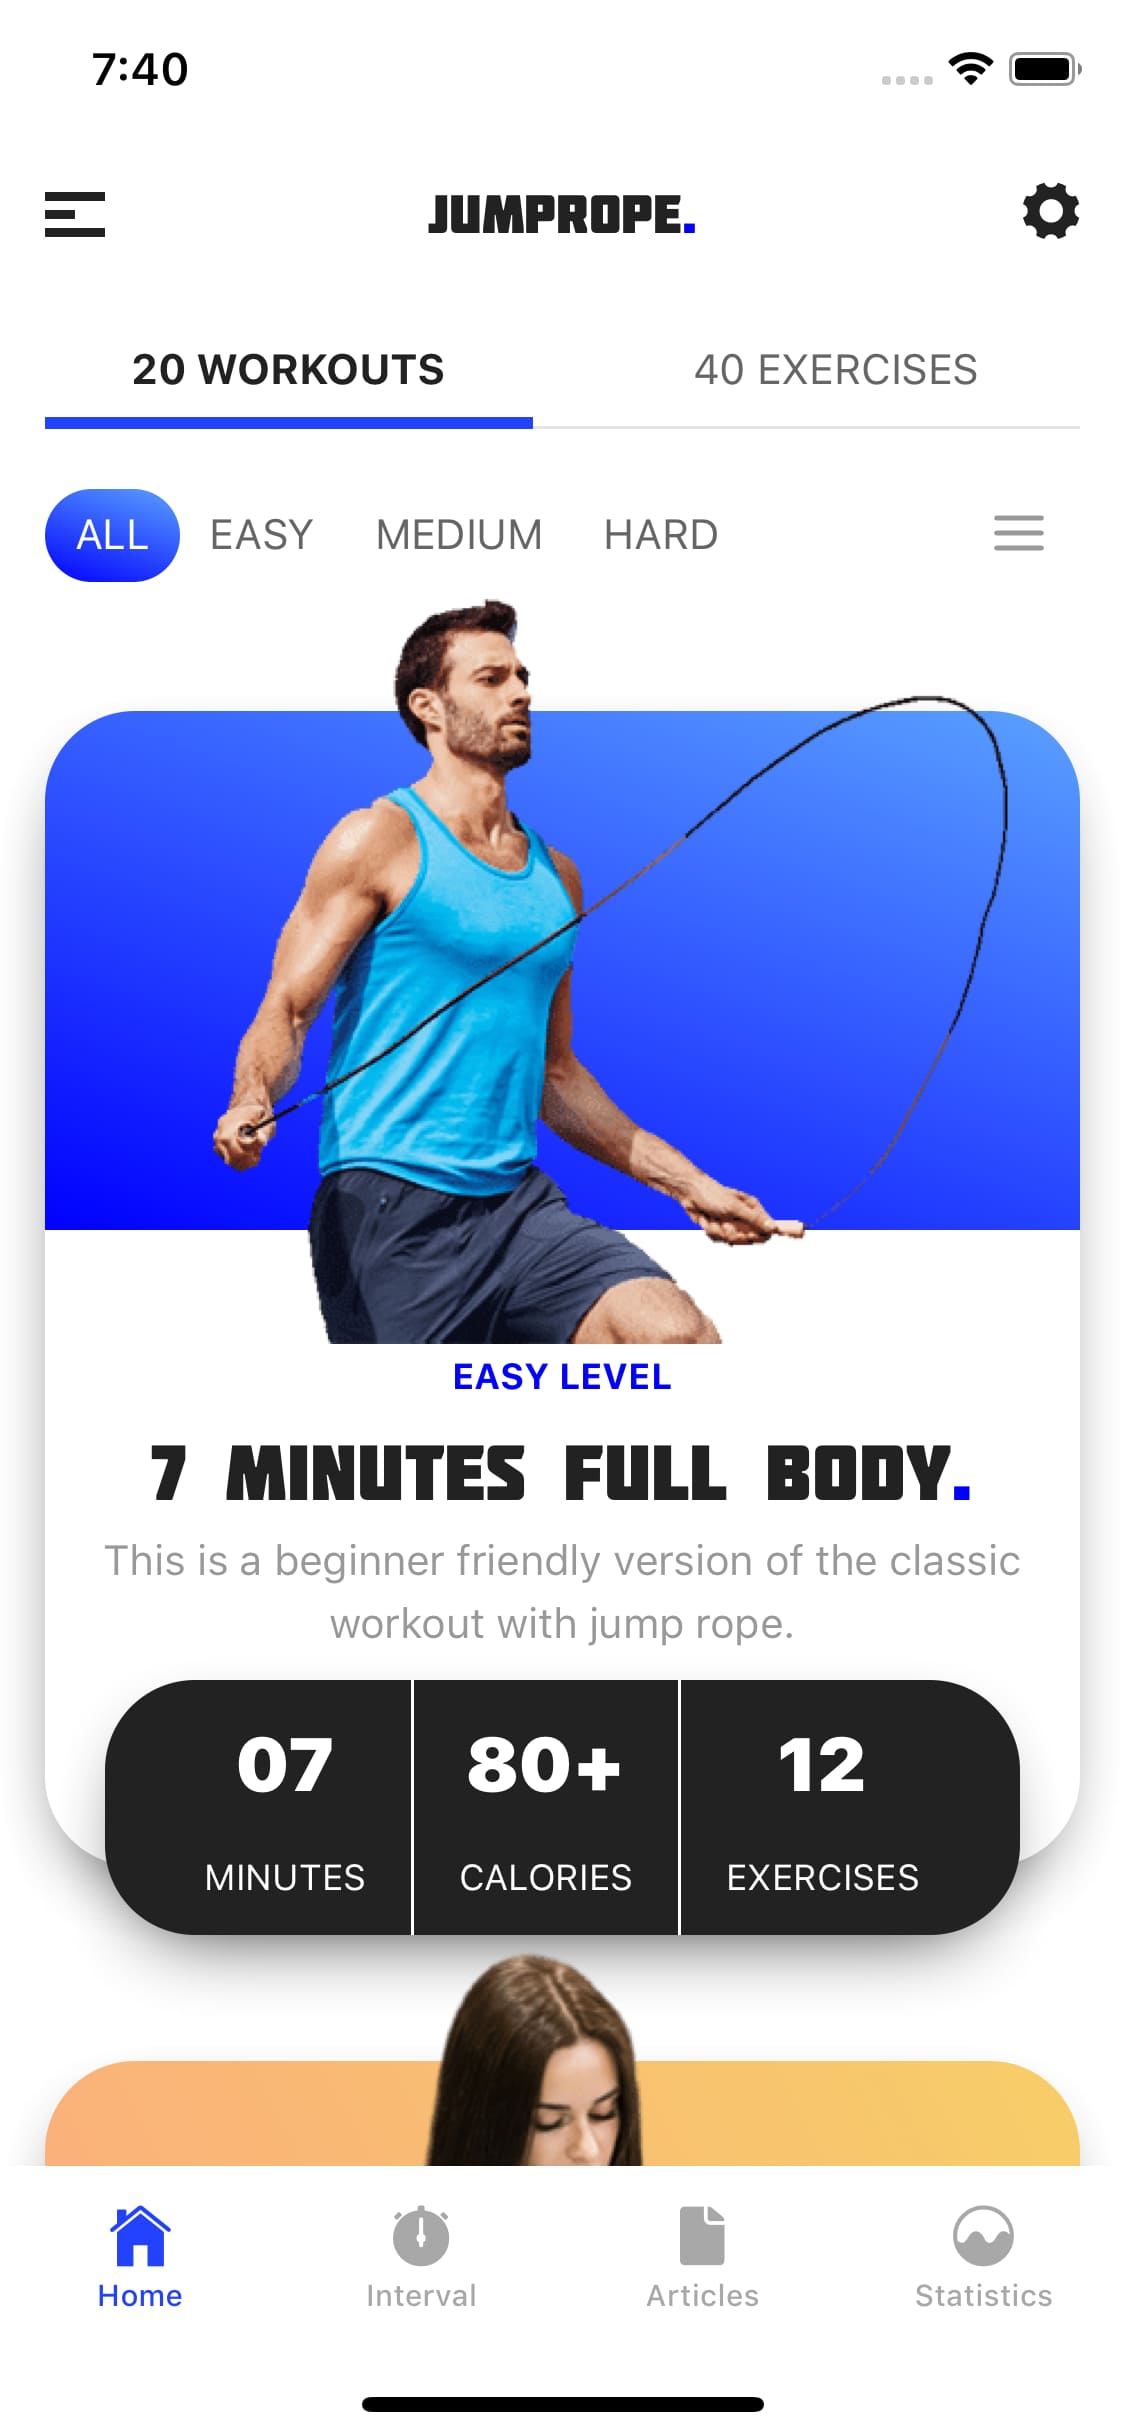 7:40
JUMPROPE.
20 WORKOUTS
40 EXERCISES
ALL
EASY
MEDIUM
HARD
EASY LEVEL
7 MINUTES FULL BODY.
This is a beginner friendly version of the classic
workout with jump rope.
07
80+
12
MINUTES
CALORIES
EXERCISES
Home
Interval
Articles
Statistics